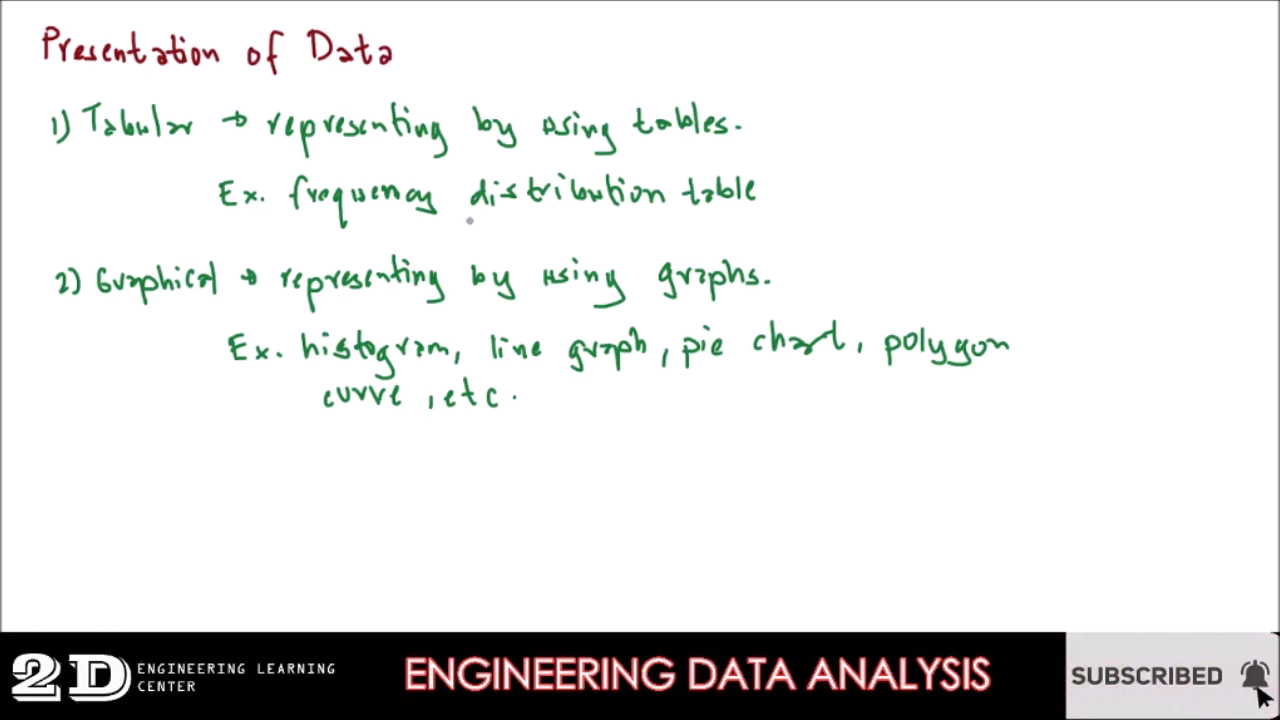 Presentation of Data
1) Tabular → representing by using tables.
Ex. frequency distribution table
2) Graphical → representing by using graphs.
Ex. histogram, line graph, pie chart, polygon
curve, etc.
2D ENGINEERING LEARNING
CENTER
ENGINEERING DATA ANALYSIS
SUBSCRIBED